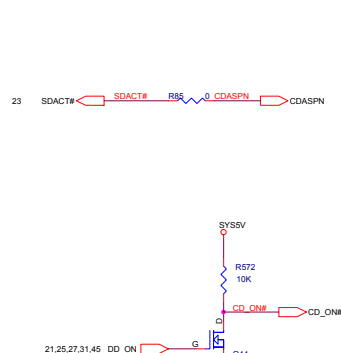 SDACT# R85 0 CDASPN
23 SDACT# CDASPN
SYS5V
R572
10K
CD_ON# CD_ON#
D
G
21,25,27,31,45 DD_ON